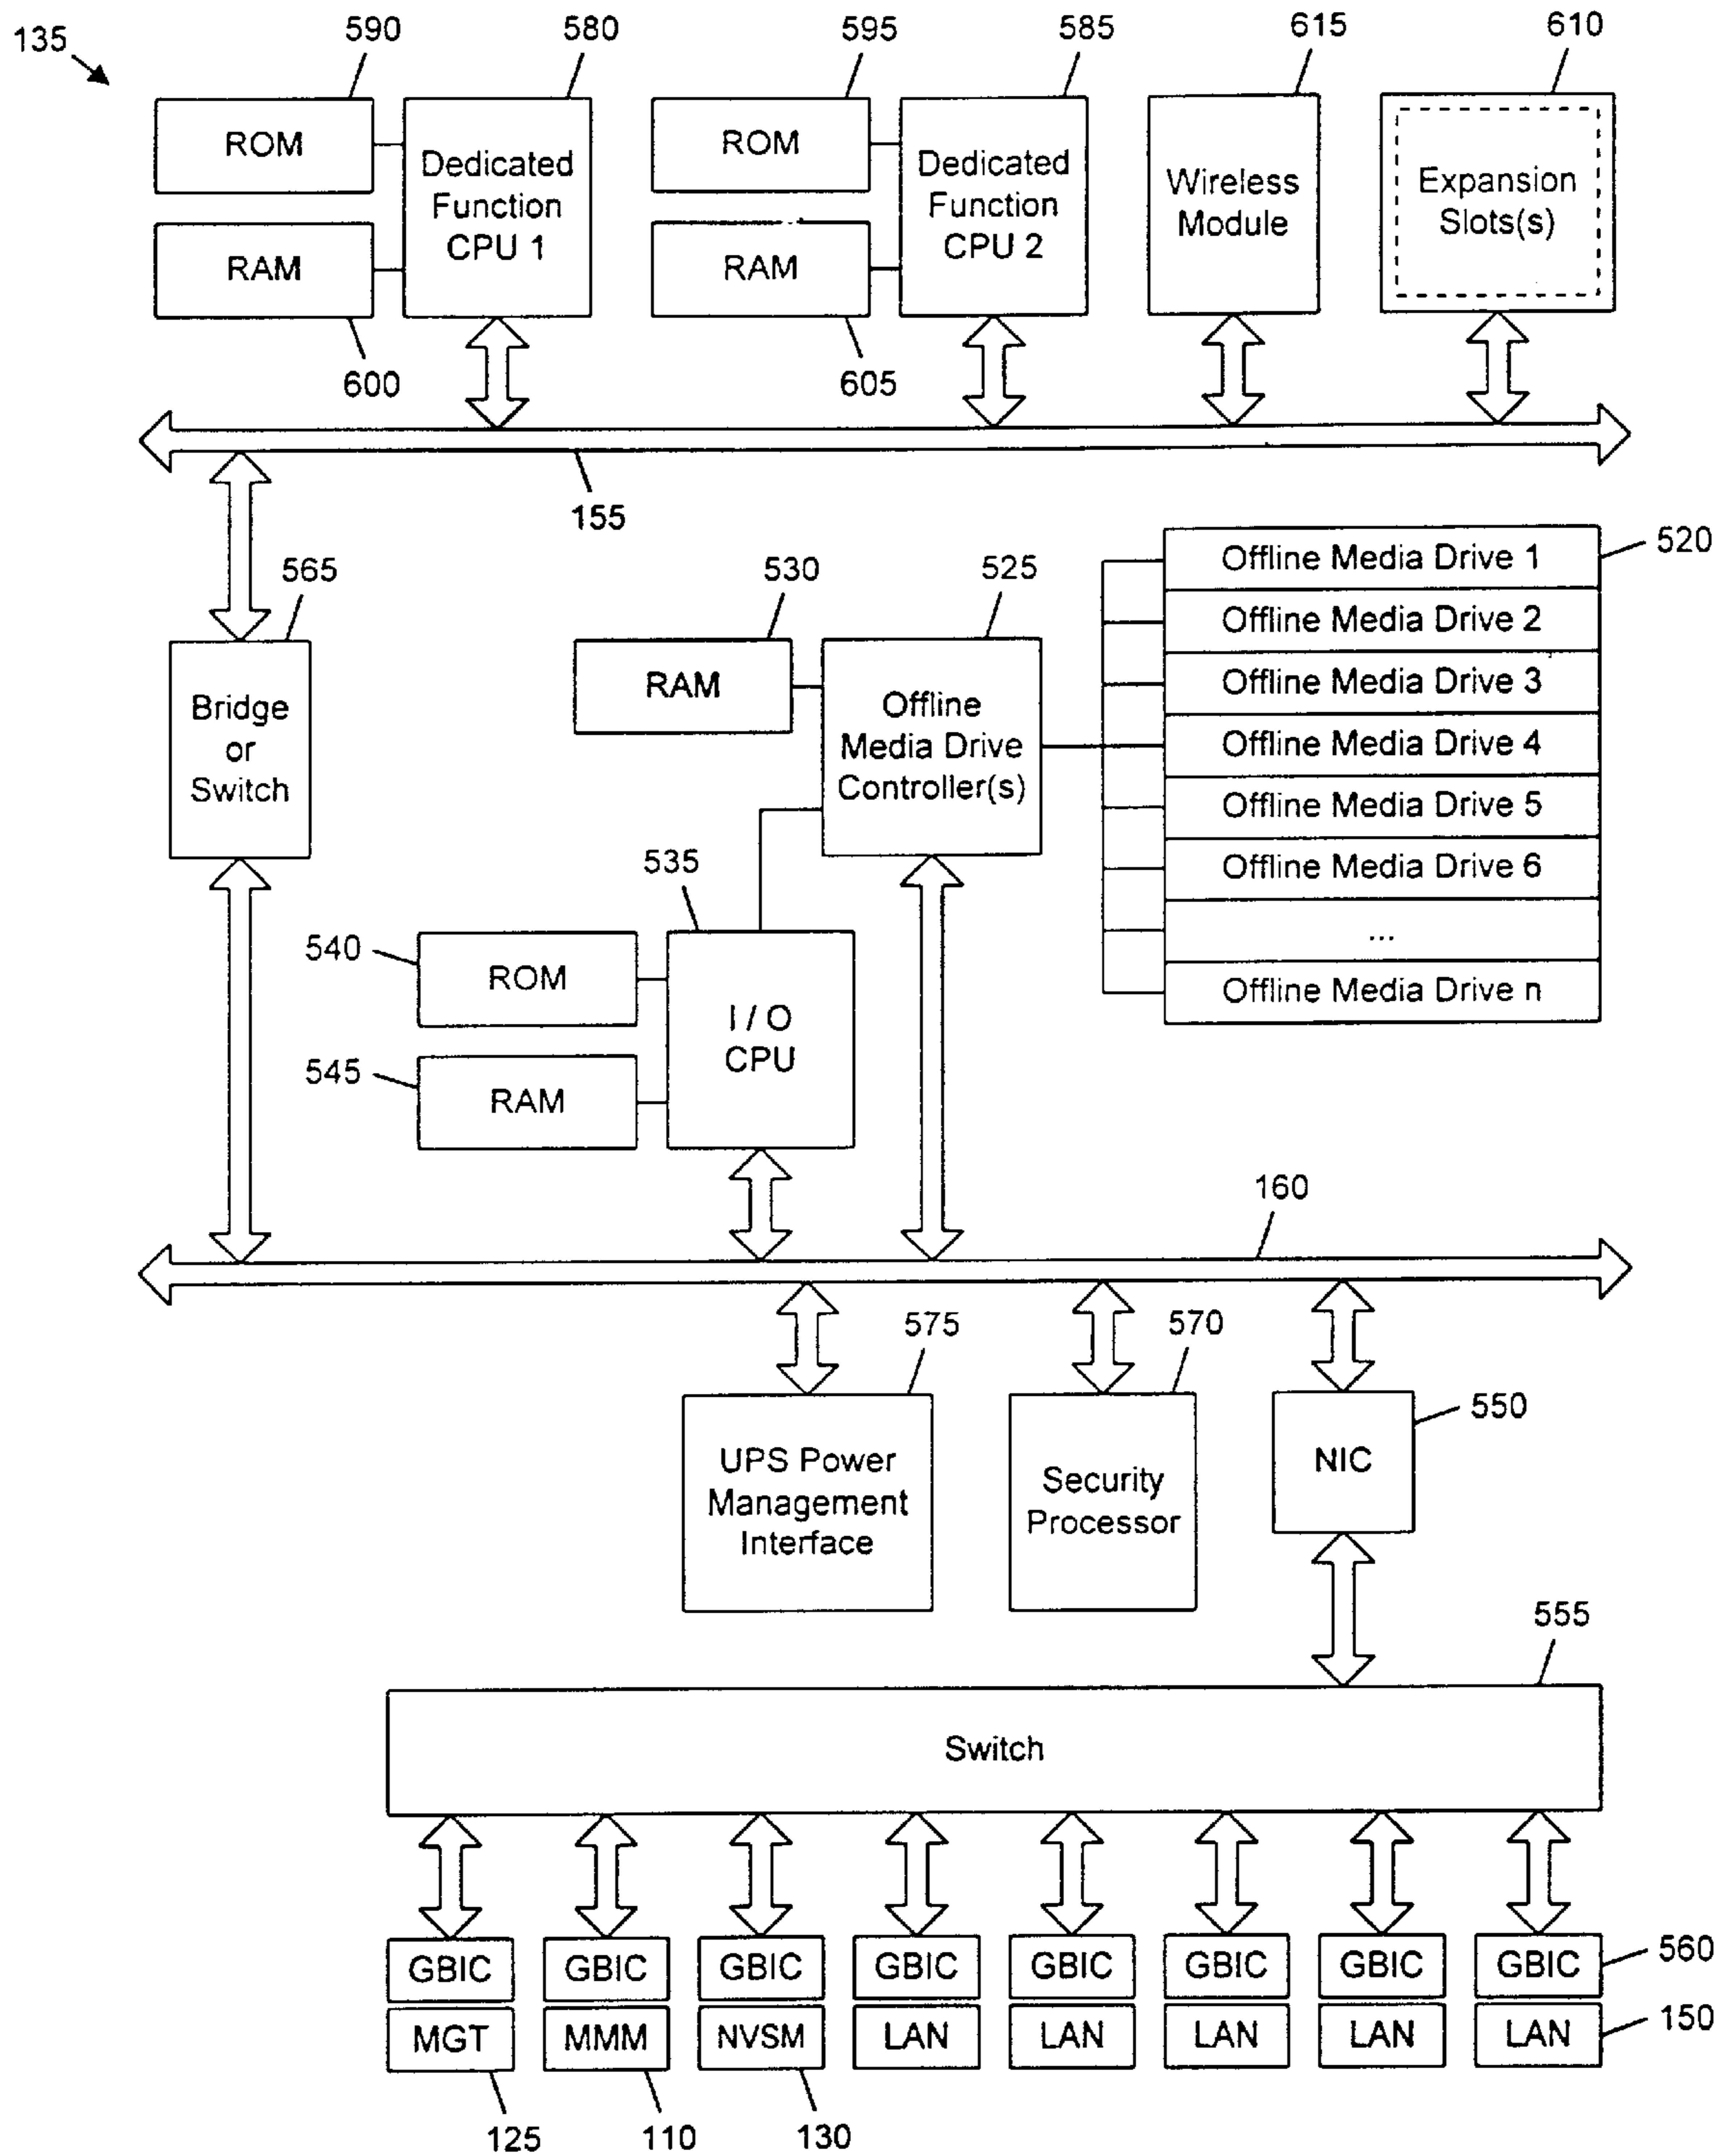 135
590
580
595
585
615
610
ROM
Dedicated
Function
CPU 1
RAM
600
ROM
Dedicated
Function
CPU 2
RAM
605
Wireless
Module
Expansion
Slots(s)
155
565
Bridge
or
Switch
530
RAM
525
Offline
Media Drive
Controller(s)
520
Offline Media Drive 1
Offline Media Drive 2
Offline Media Drive 3
Offline Media Drive 4
Offline Media Drive 5
Offline Media Drive 6
...
Offline Media Drive n
535
540
ROM
I / O
CPU
545
RAM
160
575
570
550
UPS Power
Management
Interface
Security
Processor
NIC
555
Switch
GBIC GBIC GBIC GBIC GBIC GBIC GBIC GBIC 560
MGT MMM NVSM LAN LAN LAN LAN LAN 150
125 110 130